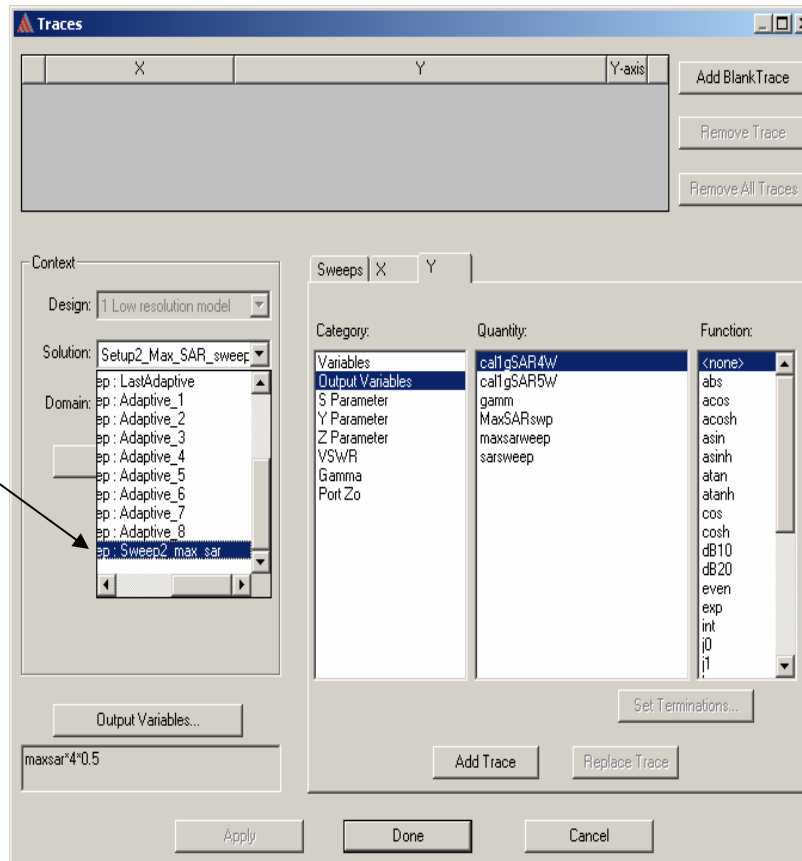 Traces
X Y Y-axis
Add BlankTrace
Remove Trace
Remove All Traces
Context
Design: 1 Low resolution model
Solution: Setup2_Max_SAR_sweep
Domain:
ep : LastAdaptive
ep : Adaptive_1
ep : Adaptive_2
ep : Adaptive_3
ep : Adaptive_4
ep : Adaptive_5
ep : Adaptive_6
ep : Adaptive_7
ep : Adaptive_8
ep : Sweep2_max_sar
Output Variables...
maxsar*4*0.5
Sweeps X Y
Category:
Variables
Output Variables
S Parameter
Y Parameter
Z Parameter
VSWR
Gamma
Port Zo
Quantity:
cal1gSAR4W
cal1gSAR5W
gamm
MaxSARswp
maxsarweep
sarsweep
Function:
<none>
abs
acos
acosh
asin
asinh
atan
atanh
cos
cosh
dB10
dB20
even
exp
int
j0
j1
Set Terminations...
Add Trace
Replace Trace
Apply
Done
Cancel